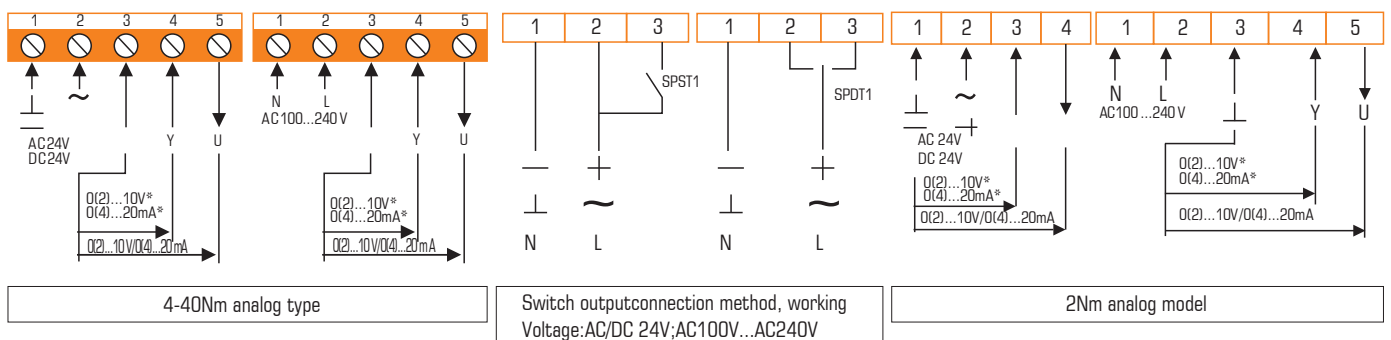 1 2 3 4 5
~
AC24V
DC24V
Y
U
0(2)...10V*
0(4)...20mA*
0(2)...10V/0(4)...20mA
1 2 3 4 5
N
L
AC100...240V
Y
U
0(2)...10V*
0(4)...20mA*
0(2)...10V/0(4)...20mA
4-40Nm analog type
1 2 3
SPST1
— +
~
N L
1 2 3
SPDT1
— +
~
N L
Switch outputconnection method, working
Voltage:AC/DC 24V;AC100V...AC240V
1 2 3 4
~
+
AC 24V
DC 24V
0(2)...10V*
0(4)...20mA*
0(2)...10V/0(4)...20mA
1 2 3 4 5
N L
AC100...240V
Y
U
0(2)...10V*
0(4)...20mA*
0(2)...10V/0(4)...20mA
2Nm analog model